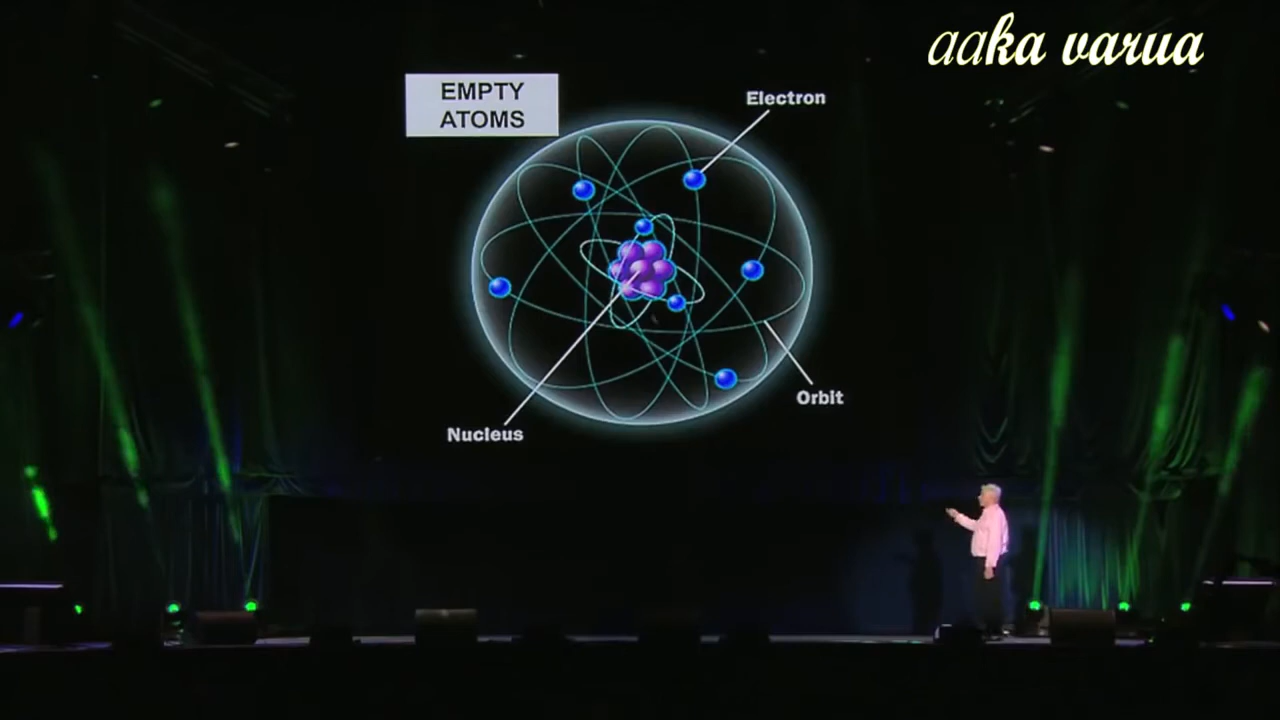 aaka varua
EMPTY
ATOMS
Electron
Orbit
Nucleus